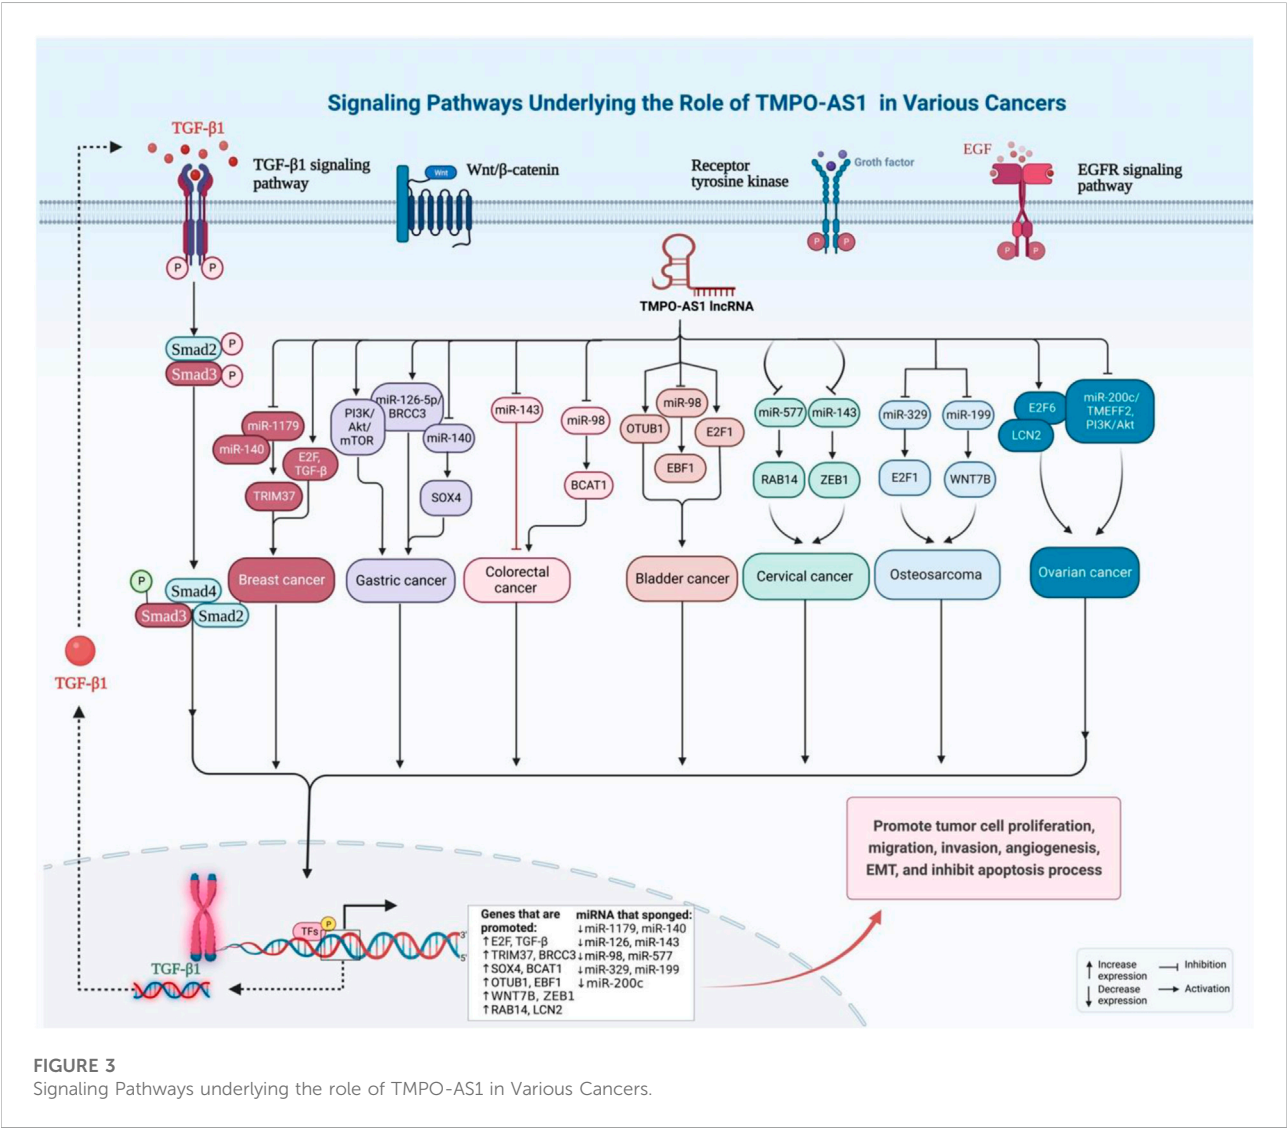 Signaling Pathways Underlying the Role of TMPO-AS1 in Various Cancers
TGF-β1
TGF-β1 signaling
pathway
Wnt
Wnt/β-catenin
Receptor
tyrosine kinase
Groth factor
EGF
EGFR signaling
pathway
P
P
P
P
P
P
TMPO-AS1 lncRNA
Smad2
P
Smad3
P
miR-1179
miR-140
E2F,
TGF-β
TRIM37
PI3K/
Akt/
mTOR
miR-126-5p/
BRCC3
miR-140
SOX4
miR-143
miR-98
BCAT1
OTUB1
miR-98
E2F1
EBF1
miR-577
miR-143
RAB14
ZEB1
miR-329
miR-199
E2F1
WNT7B
E2F6
LCN2
miR-200c/
TMEFF2,
PI3K/Akt
P
Smad4
Smad3
Smad2
Breast cancer
Gastric cancer
Colorectal
cancer
Bladder cancer
Cervical cancer
Osteosarcoma
Ovarian cancer
TGF-β1
Promote tumor cell proliferation,
migration, invasion, angiogenesis,
EMT, and inhibit apoptosis process
TFs
P
3'
5'
TGF-β1
Genes that are
promoted:
↑E2F, TGF-β
↑TRIM37, BRCC3
↑SOX4, BCAT1
↑OTUB1, EBF1
↑WNT7B, ZEB1
↑RAB14, LCN2
miRNA that sponged:
↓miR-1179, miR-140
↓miR-126, miR-143
↓miR-98, miR-577
↓miR-329, miR-199
↓miR-200c
Increase
expression
Decrease
expression
Inhibition
Activation
FIGURE 3
Signaling Pathways underlying the role of TMPO-AS1 in Various Cancers.